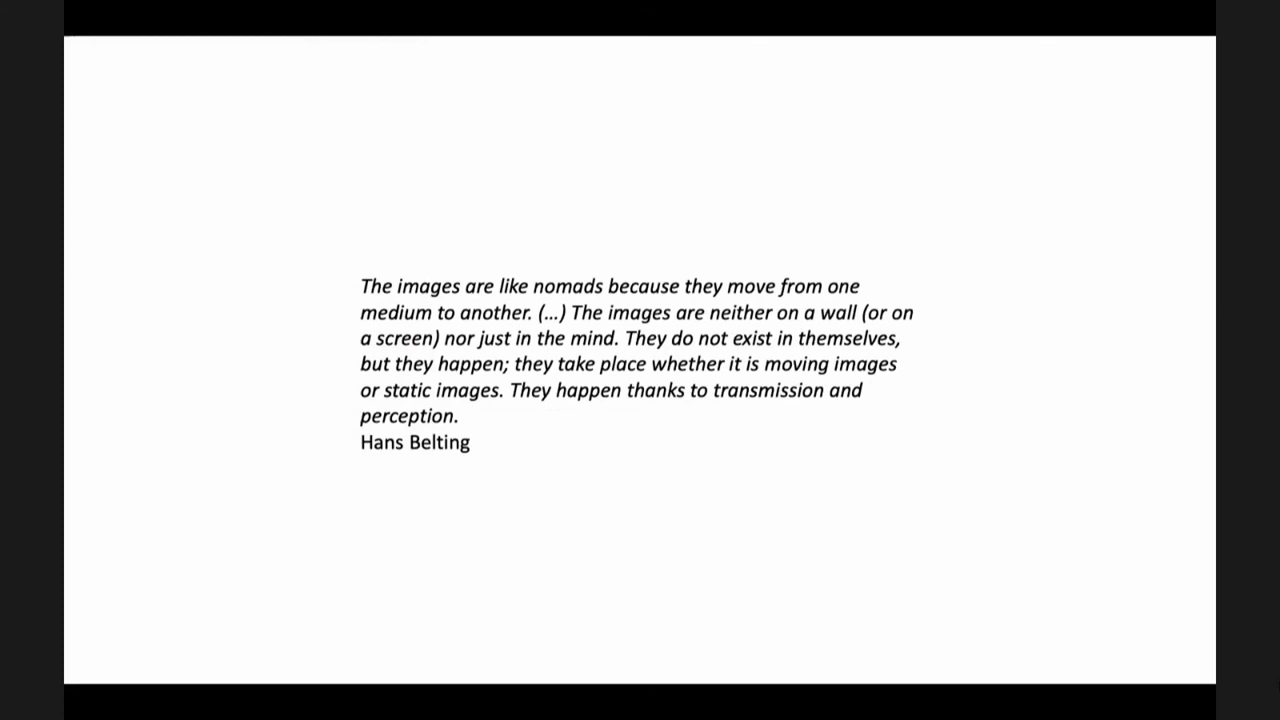 The images are like nomads because they move from one
medium to another. (...) The images are neither on a wall (or on
a screen) nor just in the mind. They do not exist in themselves,
but they happen; they take place whether it is moving images
or static images. They happen thanks to transmission and
perception.
Hans Belting